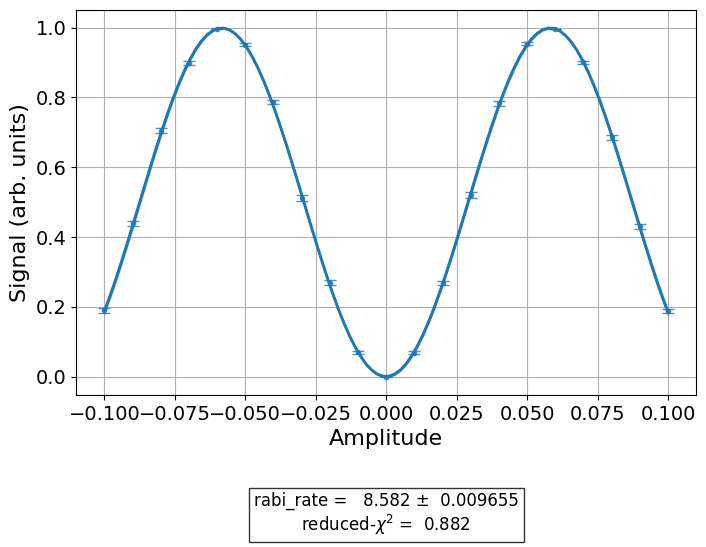 Signal (arb. units)
1.0
0.8
0.6
0.4
0.2
0.0
−0.100 −0.075 −0.050 −0.025 0.000 0.025 0.050 0.075 0.100
Amplitude
rabi_rate = 8.582 ± 0.009655
reduced-χ² = 0.882